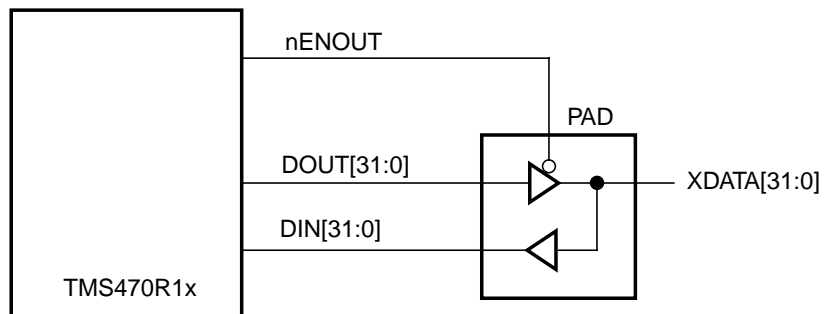 nENOUT
PAD
DOUT[31:0]
XDATA[31:0]
DIN[31:0]
TMS470R1x